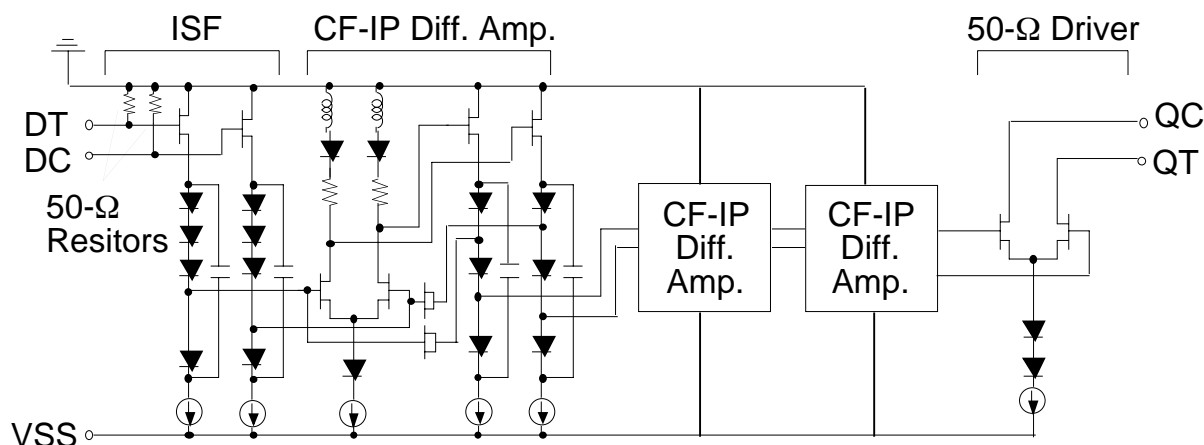 ISF
CF-IP Diff. Amp.
50-Ω Driver
DT
DC
QC
QT
50-Ω
Resitors
CF-IP
Diff.
Amp.
CF-IP
Diff.
Amp.
VSS